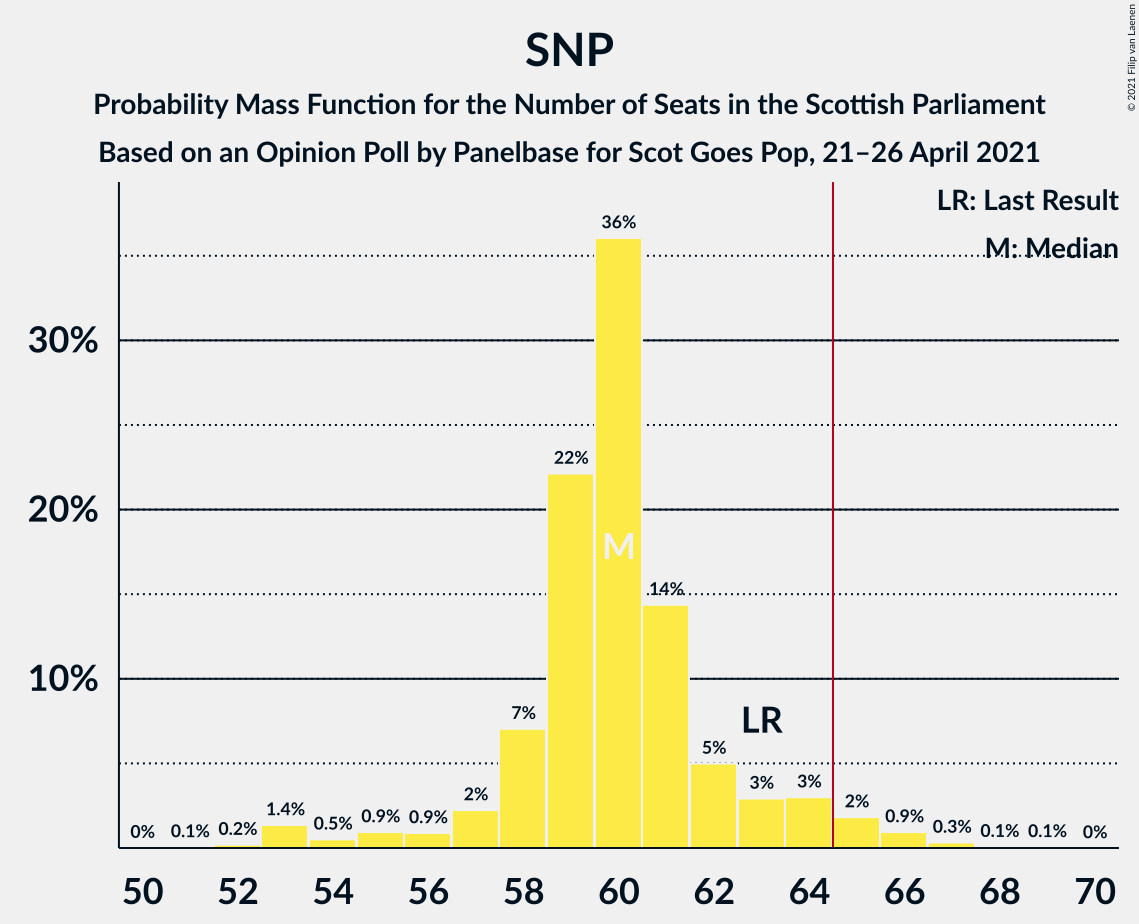 SNP
Probability Mass Function for the Number of Seats in the Scottish Parliament
Based on an Opinion Poll by Panelbase for Scot Goes Pop, 21–26 April 2021
© 2021 Filip van Laenen
LR: Last Result
M: Median
30%
20%
10%
0%
0.1%
0.2%
1.4%
0.5%
0.9%
0.9%
2%
7%
22%
36%
M
14%
5%
LR
3%
3%
2%
0.9%
0.3%
0.1%
0.1%
0%
50 52 54 56 58 60 62 64 66 68 70